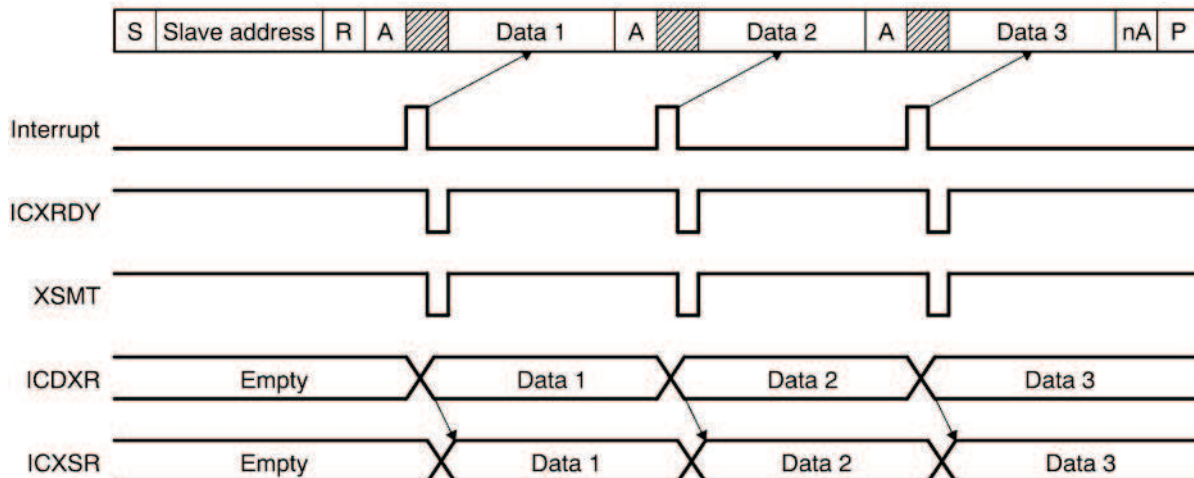 S Slave address R A Data 1 A Data 2 A Data 3 nA P
Interrupt
ICXRDY
XSMT
ICDXR Empty Data 1 Data 2 Data 3
ICXSR Empty Data 1 Data 2 Data 3